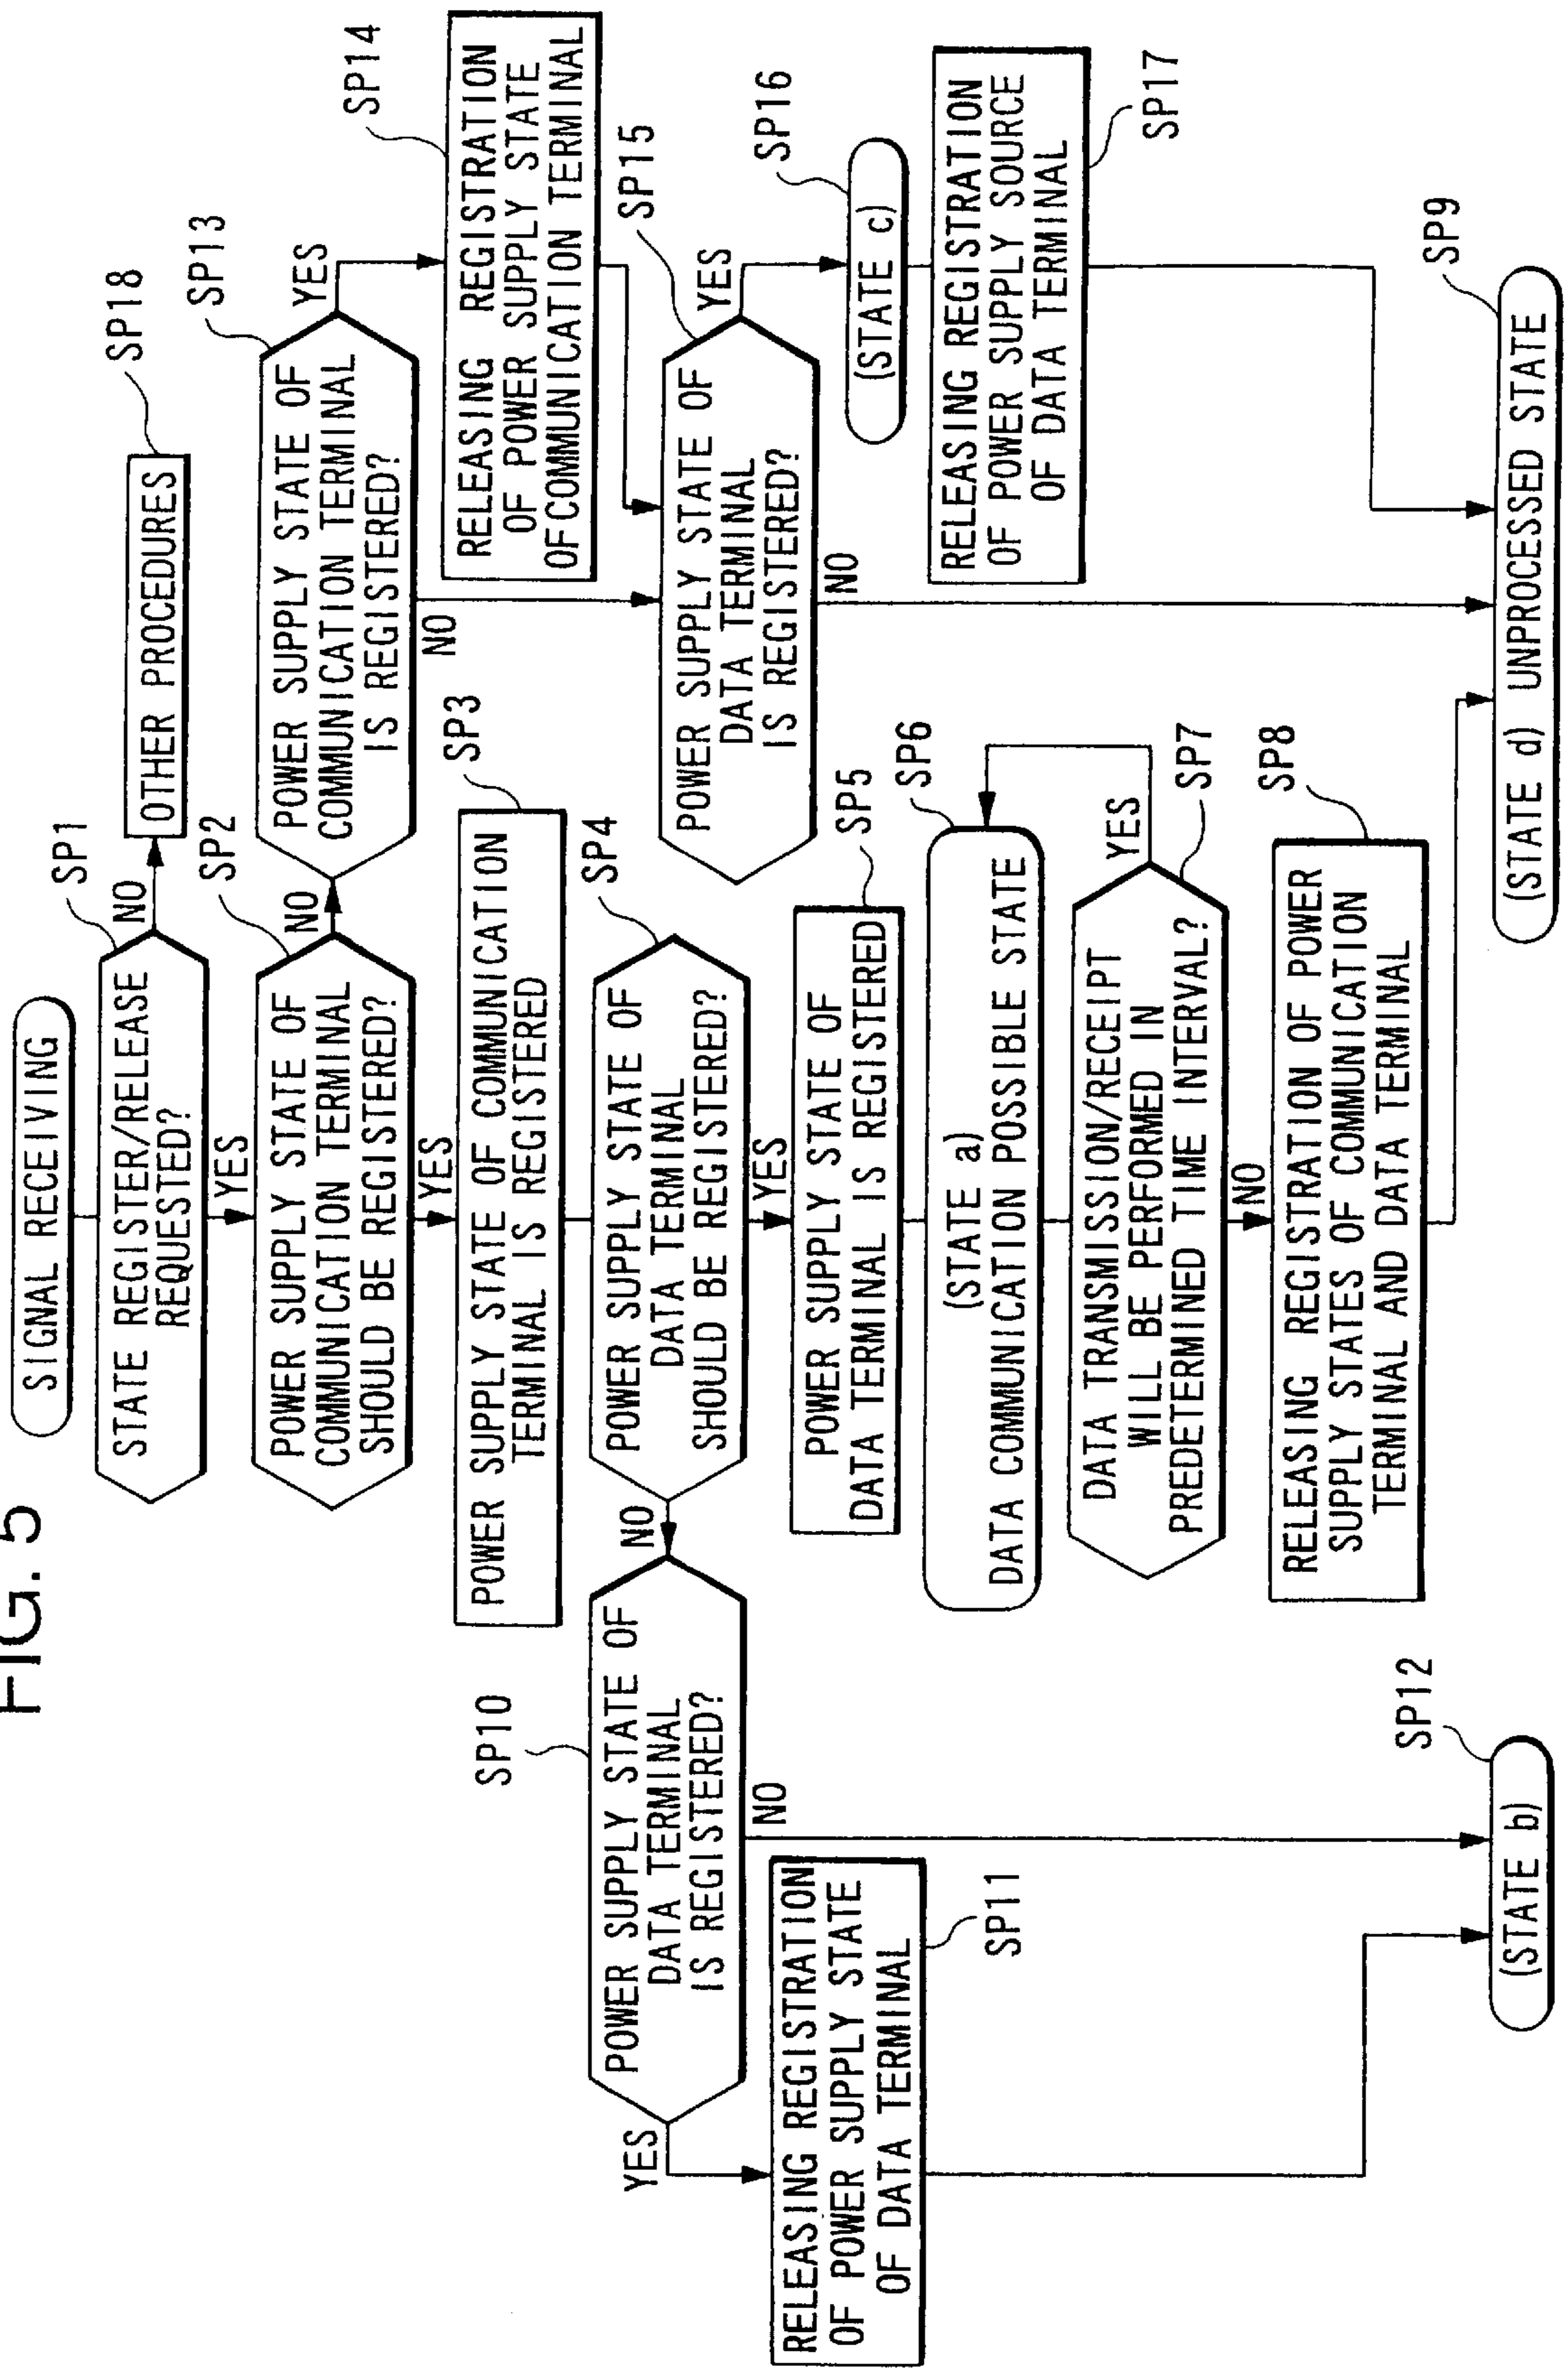 FIG. 5
SIGNAL RECEIVING
SP1
STATE REGISTER/RELEASE
REQUESTED?
NO
YES
SP18
OTHER PROCEDURES
SP2
POWER SUPPLY STATE OF
COMMUNICATION TERMINAL
SHOULD BE REGISTERED?
NO
YES
SP13
POWER SUPPLY STATE OF
COMMUNICATION TERMINAL
IS REGISTERED?
YES
NO
SP14
RELEASING REGISTRATION
OF POWER SUPPLY STATE
OF COMMUNICATION TERMINAL
SP3
POWER SUPPLY STATE OF COMMUNICATION
TERMINAL IS REGISTERED
SP4
POWER SUPPLY STATE OF
DATA TERMINAL
SHOULD BE REGISTERED?
NO
YES
SP15
POWER SUPPLY STATE OF
DATA TERMINAL
IS REGISTERED?
YES
NO
SP10
POWER SUPPLY STATE OF
DATA TERMINAL
IS REGISTERED?
YES
NO
SP5
POWER SUPPLY STATE OF
DATA TERMINAL IS REGISTERED
SP16
(STATE c)
SP11
RELEASING REGISTRATION
OF POWER SUPPLY STATE
OF DATA TERMINAL
SP6
(STATE a)
DATA COMMUNICATION POSSIBLE STATE
SP17
RELEASING REGISTRATION
OF POWER SUPPLY SOURCE
OF DATA TERMINAL
SP7
DATA TRANSMISSION/RECEIPT
WILL BE PERFORMED IN
PREDETERMINED TIME INTERVAL?
YES
NO
SP8
RELEASING REGISTRATION OF POWER
SUPPLY STATES OF COMMUNICATION
TERMINAL AND DATA TERMINAL
SP12
(STATE b)
SP9
(STATE d) UNPROCESSED STATE